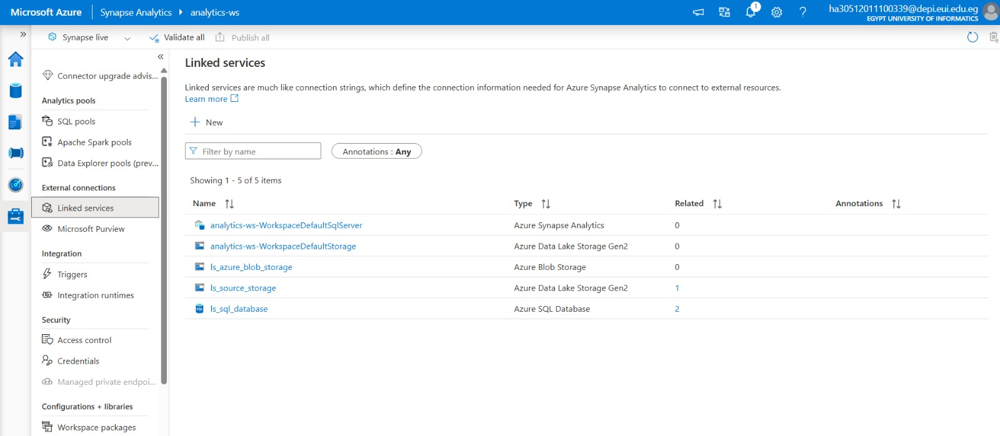 Microsoft Azure Synapse Analytics analytics-ws 1 ha30512011100339@depi.eui.edu.eg
EGYPT UNIVERSITY OF INFORMATICS
Synapse live Validate all Publish all
Connector upgrade advis...
Analytics pools
SQL pools
Apache Spark pools
Data Explorer pools (prev...
External connections
Linked services
Microsoft Purview
Integration
Triggers
Integration runtimes
Security
Access control
Credentials
Managed private endpoi...
Configurations + libraries
Workspace packages
Linked services
Linked services are much like connection strings, which define the connection information needed for Azure Synapse Analytics to connect to external resources.
Learn more
New
Filter by name Annotations : Any
Showing 1 - 5 of 5 items
Name Type Related Annotations
analytics-ws-WorkspaceDefaultSqlServer Azure Synapse Analytics 0
analytics-ws-WorkspaceDefaultStorage Azure Data Lake Storage Gen2 0
ls_azure_blob_storage Azure Blob Storage 0
ls_source_storage Azure Data Lake Storage Gen2 1
ls_sql_database Azure SQL Database 2